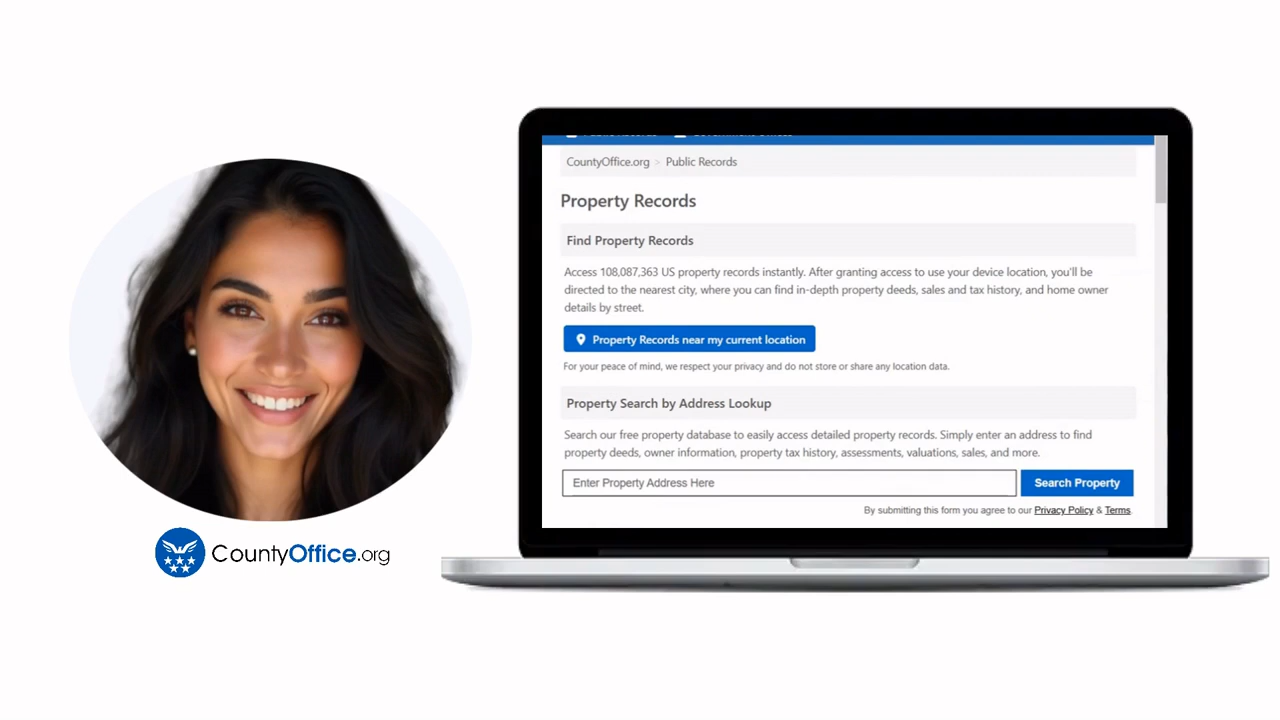 CountyOffice.org
CountyOffice.org > Public Records
Property Records
Find Property Records
Access 108,087,363 US property records instantly. After granting access to use your device location, you'll be
directed to the nearest city, where you can find in-depth property deeds, sales and tax history, and home owner
details by street.
Property Records near my current location
For your peace of mind, we respect your privacy and do not store or share any location data.
Property Search by Address Lookup
Search our free property database to easily access detailed property records. Simply enter an address to find
property deeds, owner information, property tax history, assessments, valuations, sales, and more.
Enter Property Address Here
Search Property
By submitting this form you agree to our Privacy Policy & Terms.